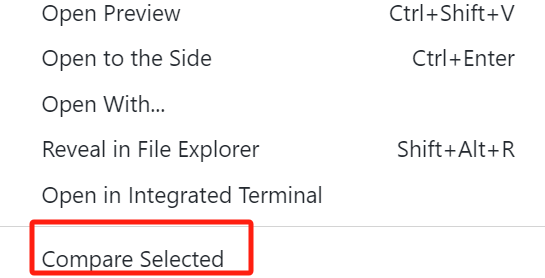 Open Preview Ctrl+Shift+V
Open to the Side Ctrl+Enter
Open With...
Reveal in File Explorer Shift+Alt+R
Open in Integrated Terminal
Compare Selected